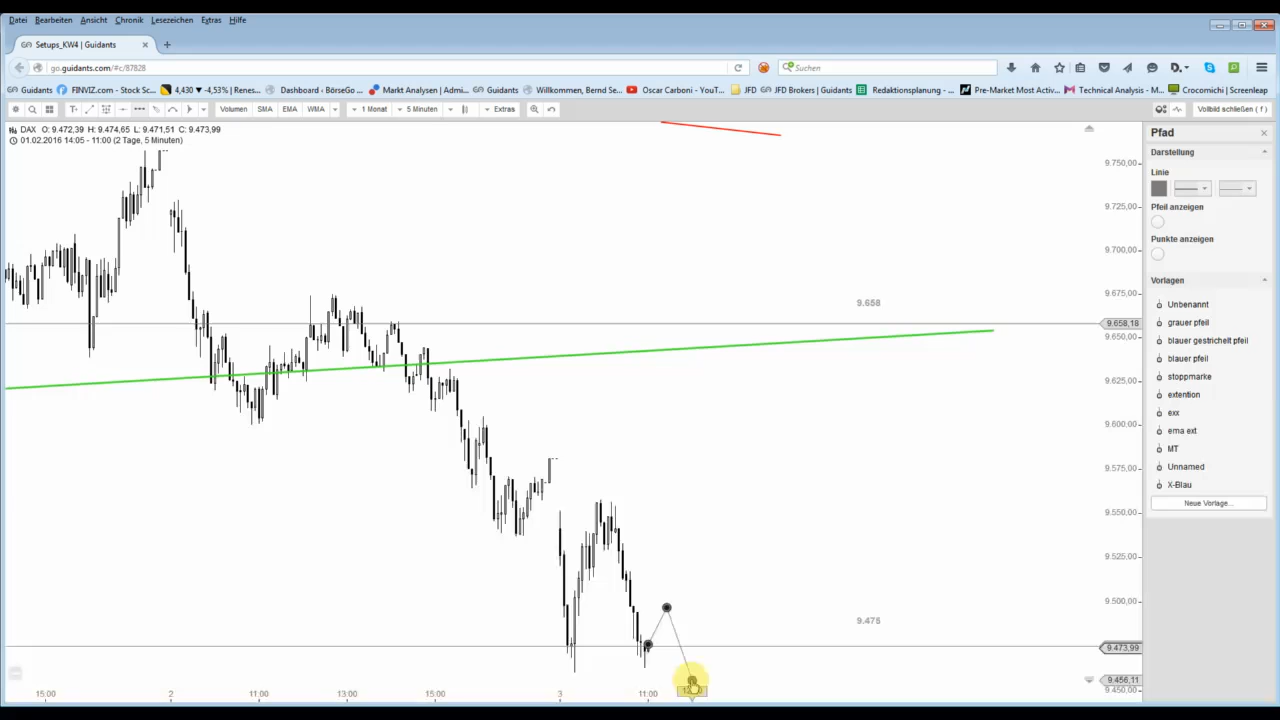 Datei Bearbeiten Ansicht Chronik Lesezeichen Extras Hilfe
Setups_KW4 | Guidants × +
go.guidants.com/#c/87828 Suchen
Guidants FINVIZ.com - Stock Sc... 4,430 ▾ -4,53% | Renes... Dashboard ‹ BörseGo ... Markt Analysen | Admi... Guidants Willkommen, Bernd Se... Oscar Carboni - YouT... JFD JFD Brokers | Guidants Redaktionsplanung -... Pre-Market Most Activ... Technical Analysis - T... Crocomichi | Screenleap
Volumen SMA EMA WMA 1 Monat 5 Minuten Extras Vollbild schließen ( f )
DAX O: 9.472,39 H: 9.474,65 L: 9.471,51 C: 9.473,99
01.02.2016 14:05 - 11:00 (2 Tage, 5 Minuten)
9.750,00
9.725,00
9.700,00
9.675,00
9.658
9.658,18
9.650,00
9.625,00
9.600,00
9.575,00
9.550,00
9.525,00
9.500,00
9.475
9.473,99
9.456,11
9.450,00
15:00 2 11:00 13:00 15:00 3 11:00
Pfad ×
Darstellung
Linie
Pfeil anzeigen
Punkte anzeigen
Vorlagen
Unbenannt
grauer pfeil
blauer gestrichelt pfeil
blauer pfeil
stoppmarke
extention
exx
ema ext
MT
Unnamed
X-Blau
Neue Vorlage...